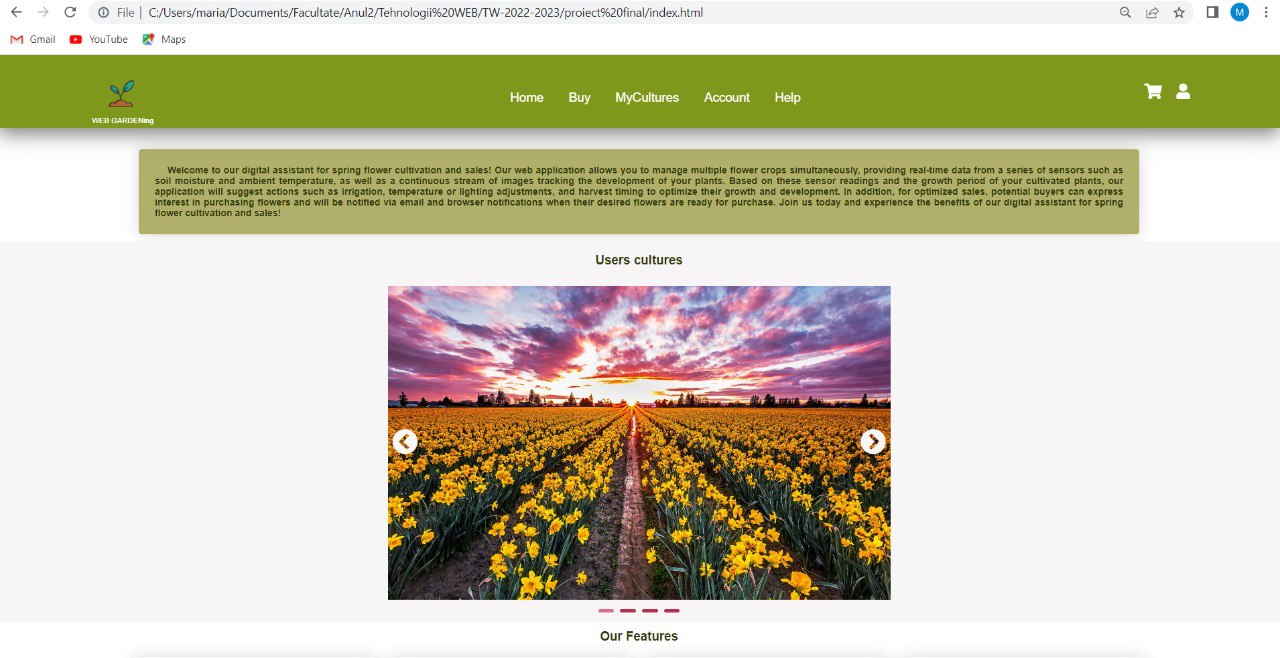 File | C:/Users/maria/Documents/Facultate/Anul2/Tehnologii%20WEB/TW-2022-2023/proiect%20final/index.html
M
Gmail YouTube Maps
WEB GARDENing
Home Buy MyCultures Account Help
Welcome to our digital assistant for spring flower cultivation and sales! Our web application allows you to manage multiple flower crops simultaneously, providing real-time data from a series of sensors such as
soil moisture and ambient temperature, as well as a continuous stream of images tracking the development of your plants. Based on these sensor readings and the growth period of your cultivated plants, our
application will suggest actions such as irrigation, temperature or lighting adjustments, and harvest timing to optimize their growth and development. In addition, for optimized sales, potential buyers can express
interest in purchasing flowers and will be notified via email and browser notifications when their desired flowers are ready for purchase. Join us today and experience the benefits of our digital assistant for spring
flower cultivation and sales!
Users cultures
Our Features